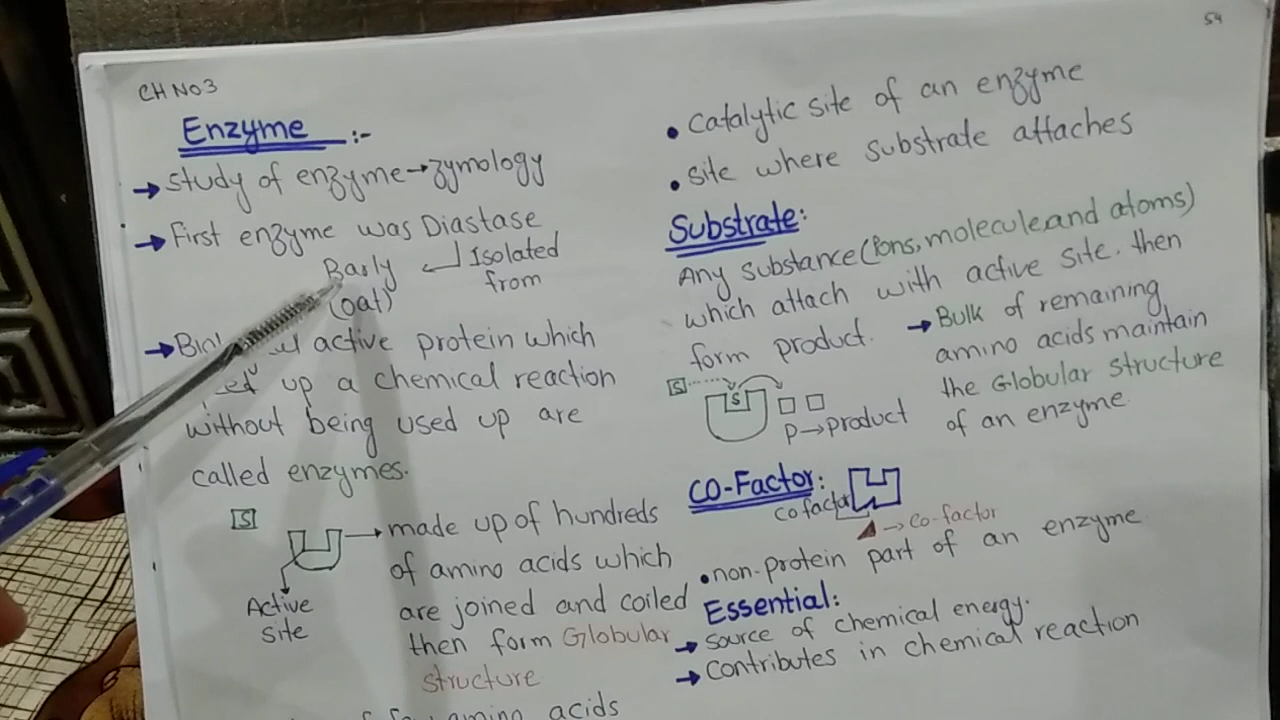 54
CH NO3
Enzyme :-
→ study of enzyme→zymology
→ First enzyme was Diastase
Barly Isolated
(oat) from
→ active protein which
up a chemical reaction
without being used up are
called enzymes.
S
→ made up of hundreds
of amino acids which
are joined and coiled
then form Globular
structure
Active
site
amino acids
• catalytic site of an enzyme
• site where substrate attaches
Substrate:
Any substance (Ions, molecule and atoms)
which attach with active site. then
form product.
S
S
P→product
→ Bulk of remaining
amino acids maintain
the Globular structure
of an enzyme.
CO-Factor:
cofactor
→ Co-factor
• non-protein part of an enzyme
Essential:
→ source of chemical energy.
→ contributes in chemical reaction